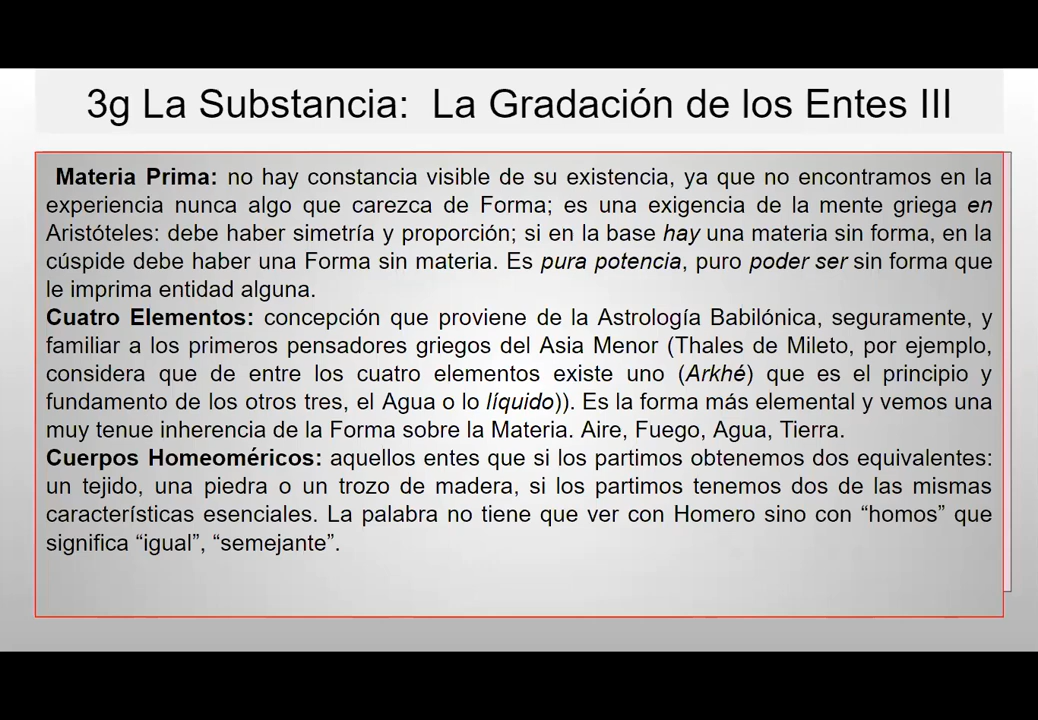 3g La Substancia: La Gradación de los Entes III
Materia Prima: no hay constancia visible de su existencia, ya que no encontramos en la
experiencia nunca algo que carezca de Forma; es una exigencia de la mente griega en
Aristóteles: debe haber simetría y proporción; si en la base hay una materia sin forma, en la
cúspide debe haber una Forma sin materia. Es pura potencia, puro poder ser sin forma que
le imprima entidad alguna.
Cuatro Elementos: concepción que proviene de la Astrología Babilónica, seguramente, y
familiar a los primeros pensadores griegos del Asia Menor (Thales de Mileto, por ejemplo,
considera que de entre los cuatro elementos existe uno (Arkhé) que es el principio y
fundamento de los otros tres, el Agua o lo líquido)). Es la forma más elemental y vemos una
muy tenue inherencia de la Forma sobre la Materia. Aire, Fuego, Agua, Tierra.
Cuerpos Homeoméricos: aquellos entes que si los partimos obtenemos dos equivalentes:
un tejido, una piedra o un trozo de madera, si los partimos tenemos dos de las mismas
características esenciales. La palabra no tiene que ver con Homero sino con “homos” que
significa “igual”, “semejante”.